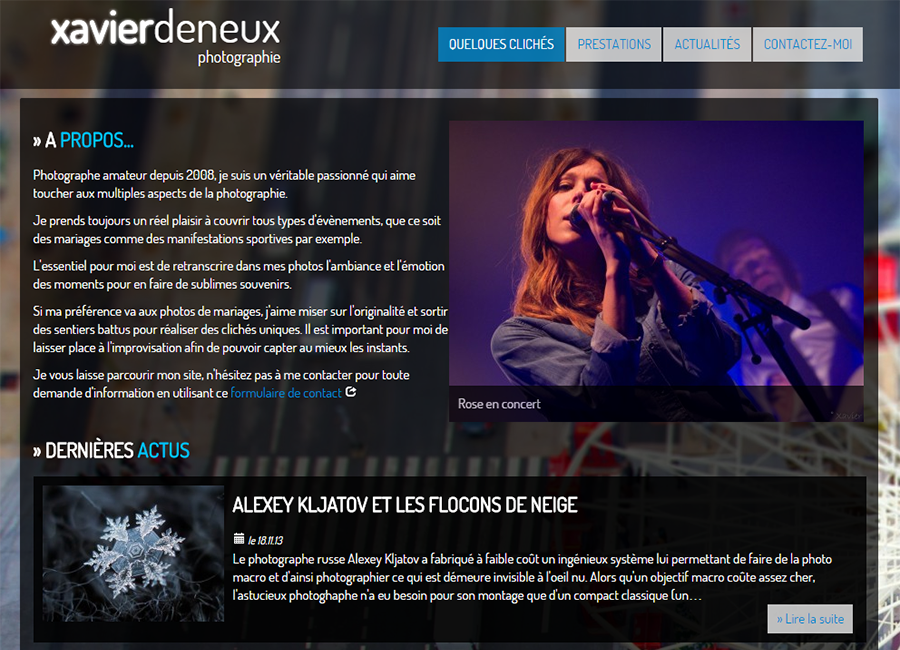 xavierdeneux
photographie
QUELQUES CLICHÉS
PRESTATIONS
ACTUALITÉS
CONTACTEZ-MOI
» A PROPOS...
Photographe amateur depuis 2008, je suis un véritable passionné qui aime
toucher aux multiples aspects de la photographie.
Je prends toujours un réel plaisir à couvrir tous types d'évènements, que ce soit
des mariages comme des manifestations sportives par exemple.
L'essentiel pour moi est de retranscrire dans mes photos l'ambiance et l'émotion
des moments pour en faire de sublimes souvenirs.
Si ma préférence va aux photos de mariages, j'aime miser sur l'originalité et sortir
des sentiers battus pour réaliser des clichés uniques. Il est important pour moi de
laisser place à l'improvisation afin de pouvoir capter au mieux les instants.
Je vous laisse parcourir mon site, n'hésitez pas à me contacter pour toute
demande d'information en utilisant ce formulaire de contact
Rose en concert
» DERNIÈRES ACTUS
ALEXEY KLJATOV ET LES FLOCONS DE NEIGE
le 18.11.13
Le photographe russe Alexey Kljatov a fabriqué à faible coût un ingénieux système lui permettant de faire de la photo
macro et d'ainsi photographier ce qui est démeure invisible à l'oeil nu. Alors qu'un objectif macro coûte assez cher,
l'astucieux photoghaphe n'a eu besoin pour son montage que d'un compact classique (un...
» Lire la suite